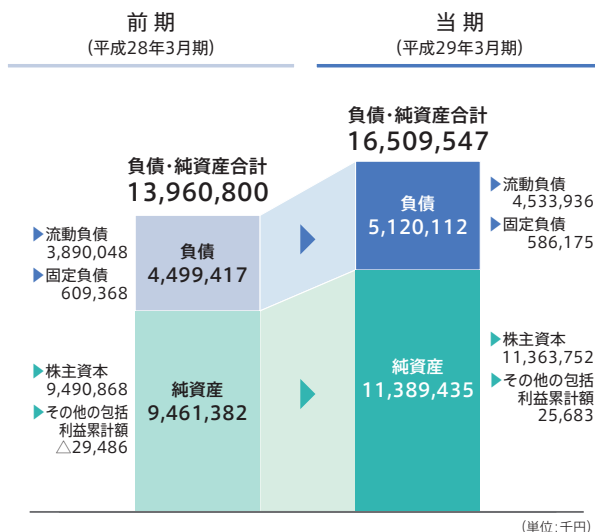 前 期
(平成28年3月期)
当 期
(平成29年3月期)
負債・純資産合計
13,960,800
▶流動負債
3,890,048
▶固定負債
609,368
負債
4,499,417
▶株主資本
9,490,868
▶その他の包括
利益累計額
△29,486
純資産
9,461,382
負債・純資産合計
16,509,547
負債
5,120,112
▶流動負債
4,533,936
▶固定負債
586,175
純資産
11,389,435
▶株主資本
11,363,752
▶その他の包括
利益累計額
25,683
(単位:千円)